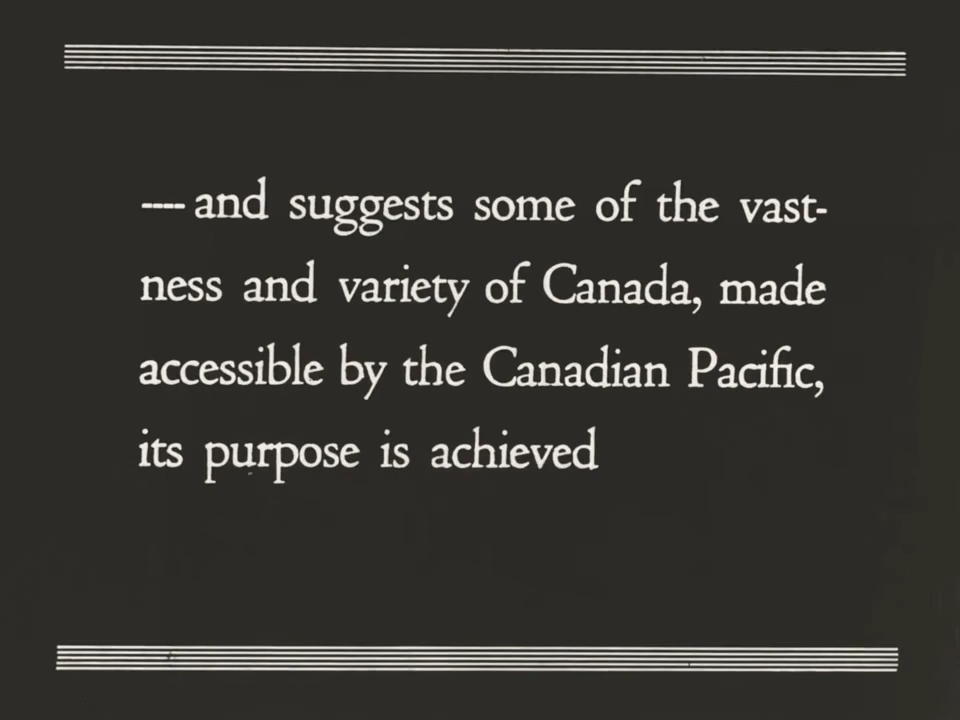 ---- and suggests some of the vast-
ness and variety of Canada, made
accessible by the Canadian Pacific,
its purpose is achieved